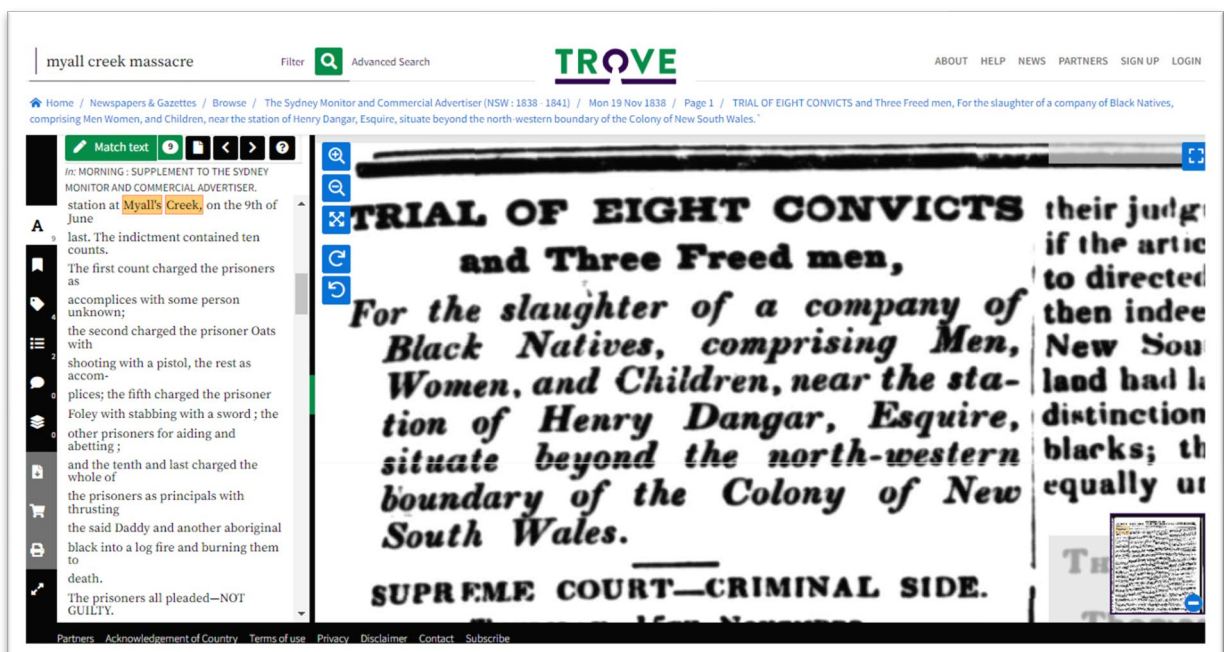 myall creek massacre
Filter
Advanced Search
TROVE
ABOUT HELP NEWS PARTNERS SIGN UP LOGIN
Home / Newspapers & Gazettes / Browse / The Sydney Monitor and Commercial Advertiser (NSW : 1838 - 1841) / Mon 19 Nov 1838 / Page 1 / TRIAL OF EIGHT CONVICTS and Three Freed men, For the slaughter of a company of Black Natives,
comprising Men Women, and Children, near the station of Henry Dangar, Esquire, situate beyond the north-western boundary of the Colony of New South Wales.`
Match text 9
In: MORNING : SUPPLEMENT TO THE SYDNEY
MONITOR AND COMMERCIAL ADVERTISER.
station at Myall's Creek, on the 9th of
June
last. The indictment contained ten
counts.
The first count charged the prisoners
as
accomplices with some person
unknown;
the second charged the prisoner Oats
with
shooting with a pistol, the rest as
accom-
plices; the fifth charged the prisoner
Foley with stabbing with a sword ; the
other prisoners for aiding and
abetting ;
and the tenth and last charged the
whole of
the prisoners as principals with
thrusting
the said Daddy and another aboriginal
black into a log fire and burning them
to
death.
The prisoners all pleaded—NOT
GUILTY.
A
9
4
2
0
0
TRIAL OF EIGHT CONVICTS
and Three Freed men,
For the slaughter of a company of
Black Natives, comprising Men,
Women, and Children, near the sta-
tion of Henry Dangar, Esquire,
situate beyond the north-western
boundary of the Colony of New
South Wales.
SUPREME COURT—CRIMINAL SIDE.
their judg
if the artic
to directed
then indee
New Sou
land had
distinction
blacks; th
equally
Partners Acknowledgement of Country Terms of use Privacy Disclaimer Contact Subscribe